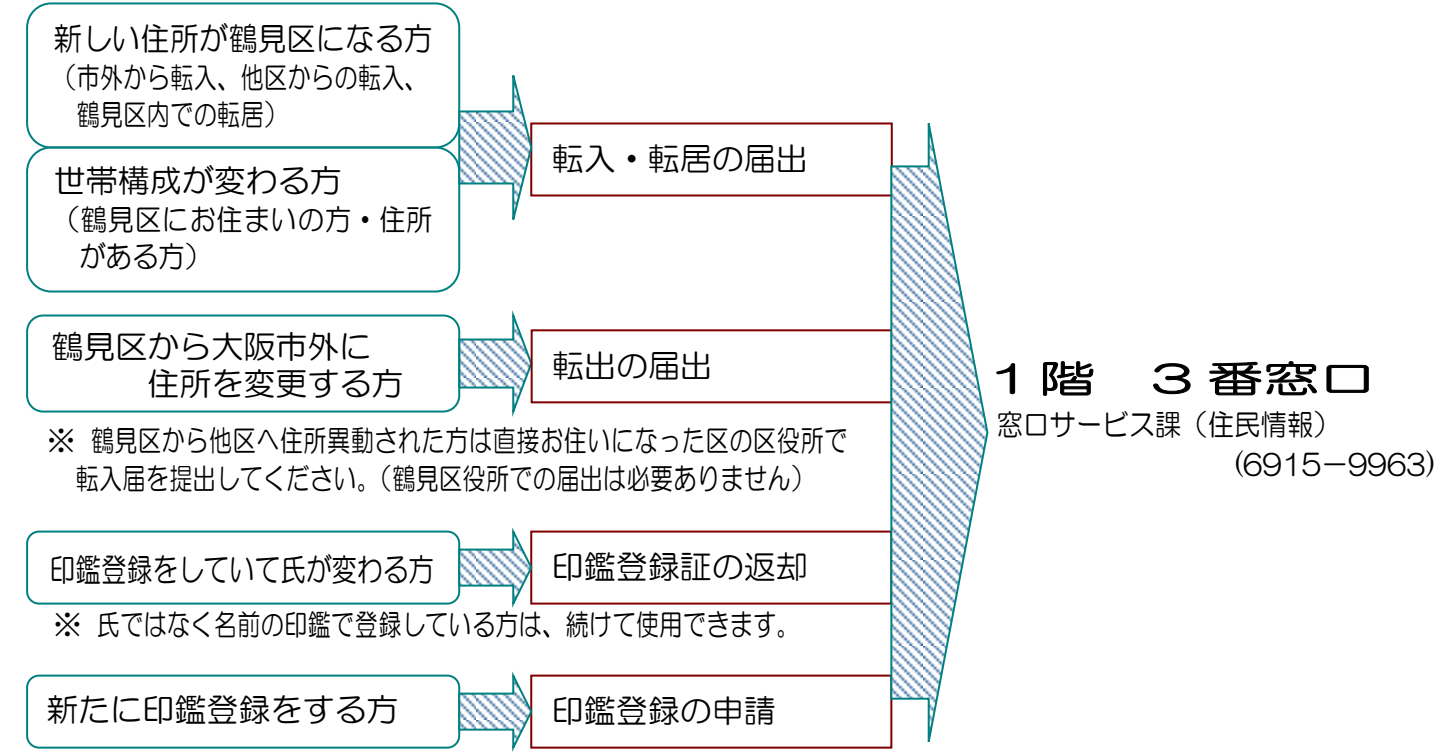 新しい住所が鶴見区になる方
（市外から転入、他区からの転入、
鶴見区内での転居）
転入・転居の届出
世帯構成が変わる方
（鶴見区にお住まいの方・住所
がある方）
鶴見区から大阪市外に
住所を変更する方
転出の届出
1階　3番窓口
窓口サービス課（住民情報）
(6915－9963)
※ 鶴見区から他区へ住所異動された方は直接お住いになった区の区役所で
転入届を提出してください。（鶴見区役所での届出は必要ありません）
印鑑登録をしていて氏が変わる方
印鑑登録証の返却
※ 氏ではなく名前の印鑑で登録している方は、続けて使用できます。
新たに印鑑登録をする方
印鑑登録の申請